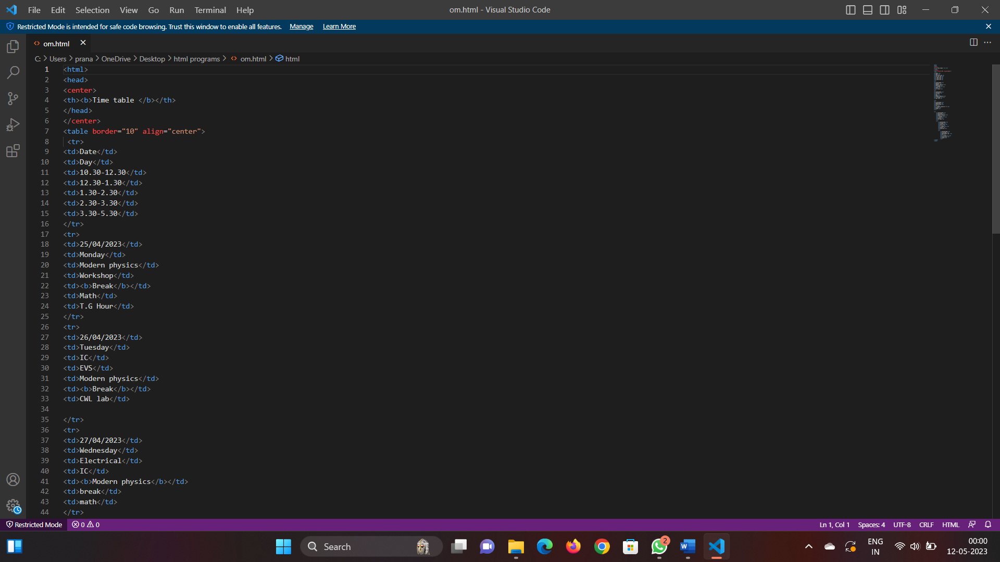 File Edit Selection View Go Run Terminal Help om.html - Visual Studio Code
Restricted Mode is intended for safe code browsing. Trust this window to enable all features. Manage Learn More
om.html
C: > Users > prana > OneDrive > Desktop > html programs > om.html > html
1 <html>
2 <head>
3 <center>
4 <th><b>Time table </b></th>
5 </head>
6 </center>
7 <table border="10" align="center">
8 <tr>
9 <td>Date</td>
10 <td>Day</td>
11 <td>10.30-12.30</td>
12 <td>12.30-1.30</td>
13 <td>1.30-2.30</td>
14 <td>2.30-3.30</td>
15 <td>3.30-5.30</td>
16 </tr>
17 <tr>
18 <td>25/04/2023</td>
19 <td>Monday</td>
20 <td>Modern physics</td>
21 <td>Workshop</td>
22 <td><b>Break</b></td>
23 <td>Math</td>
24 <td>T.G Hour</td>
25 </tr>
26 <tr>
27 <td>26/04/2023</td>
28 <td>Tuesday</td>
29 <td>IC</td>
30 <td>EVS</td>
31 <td>Modern physics</td>
32 <td><b>Break</b></td>
33 <td>CWL lab</td>
34
35 </tr>
36 <tr>
37 <td>27/04/2023</td>
38 <td>Wednesday</td>
39 <td>Electrical</td>
40 <td>IC</td>
41 <td><b>Modern physics</b></td>
42 <td>break</td>
43 <td>math</td>
44 </tr>
Restricted Mode 0 0 Ln 1, Col 1 Spaces: 4 UTF-8 CRLF HTML
Search 2 W ENG 00:00
IN 12-05-2023